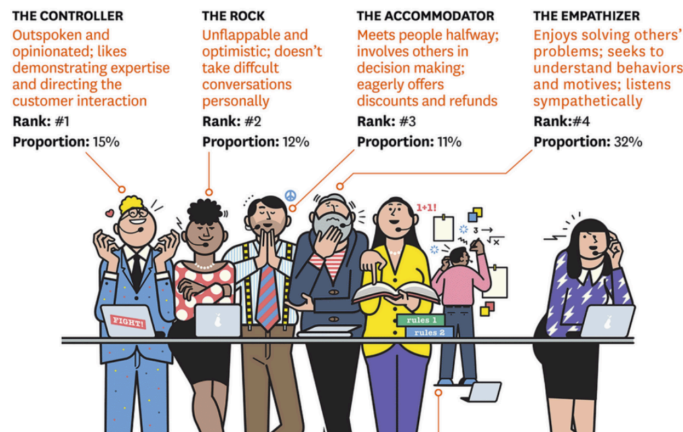 THE CONTROLLER
Outspoken and
opinionated; likes
demonstrating expertise
and directing the
customer interaction
Rank: #1
Proportion: 15%
THE ROCK
Unflappable and
optimistic; doesn't
take diffcult
conversations
personally
Rank: #2
Proportion: 12%
THE ACCOMMODATOR
Meets people halfway;
involves others in
decision making;
eagerly offers
discounts and refunds
Rank: #3
Proportion: 11%
THE EMPATHIZER
Enjoys solving others'
problems; seeks to
understand behaviors
and motives; listens
sympathetically
Rank:#4
Proportion: 32%
1+1!
3 →
√x
FIGHT!
rules 1
rules 2